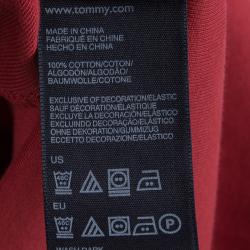 www.tommy.com
MADE IN CHINA
FABRIQUÉ EN CHINE
HECHO EN CHINA
100% COTTON/COTON/
ALGODÓN/ALGODÃO/
BAUMWOLLE/COTONE
EXCLUSIVE OF DECORATION/ELASTIC
SAUF DÉCORATION/ÉLASTIQUE
EXCLUYE LA DECORACIÓN/ELÁSTICO
EXCLUINDO DECORAÇÃO/ELÁSTICO
OHNE DEKORATION/GUMMIZUG
ECCETTO DECORAZIONE/ELASTICO
US
EU
WASH DARK